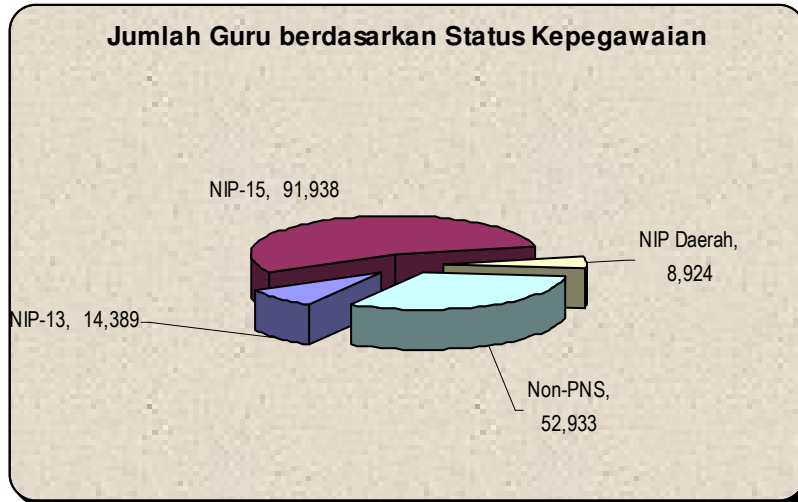 Jumlah Guru berdasarkan Status Kepegawaian
NIP-15, 91,938
NIP Daerah,
8,924
NIP-13, 14,389
Non-PNS,
52,933